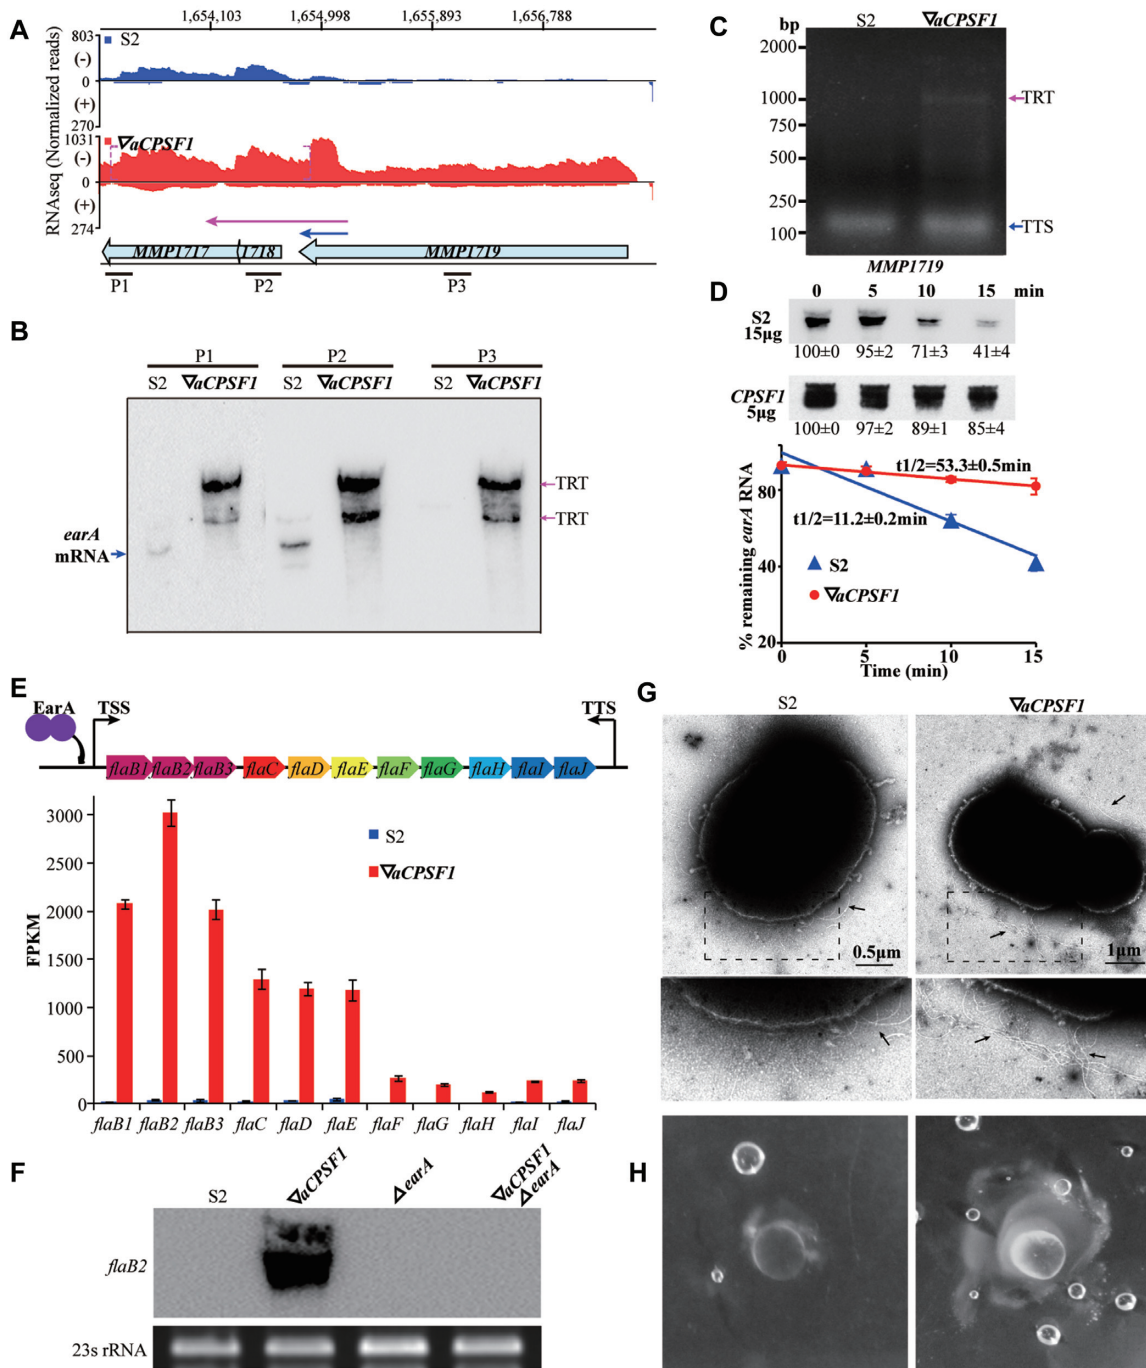 A
1,654,103 1,654,998 1,655,893 1,656,788
RNAseq (Normalized reads)
803
S2
(-)
0
(+)
270
1031
∇aCPSF1
(-)
0
(+)
274
MMP1717 1718 MMP1719
P1 P2 P3
B
P1 P2 P3
S2 ∇aCPSF1 S2 ∇aCPSF1 S2 ∇aCPSF1
TRT
TRT
earA
mRNA
C
bp S2 ∇aCPSF1
2000
1000
750
500
250
100
TRT
TTS
MMP1719
D
0 5 10 15 min
S2
15μg
100±0 95±2 71±3 41±4
CPSF1
5μg
100±0 97±2 89±1 85±4
% remaining earA RNA
80
40
20
t1/2=53.3±0.5min
t1/2=11.2±0.2min
S2
∇aCPSF1
0 5 10 15
Time (min)
E
EarA TSS TTS
flaB1 flaB2 flaB3 flaC flaD flaE flaF flaG flaH flaI flaJ
FPKM
3000
2500
2000
1500
1000
500
0
S2
∇aCPSF1
flaB1 flaB2 flaB3 flaC flaD flaE flaF flaG flaH flaI flaJ
F
S2 ∇aCPSF1 ΔearA ∇aCPSF1 ΔearA
flaB2
23s rRNA
G
S2 ∇aCPSF1
0.5μm 1μm
H